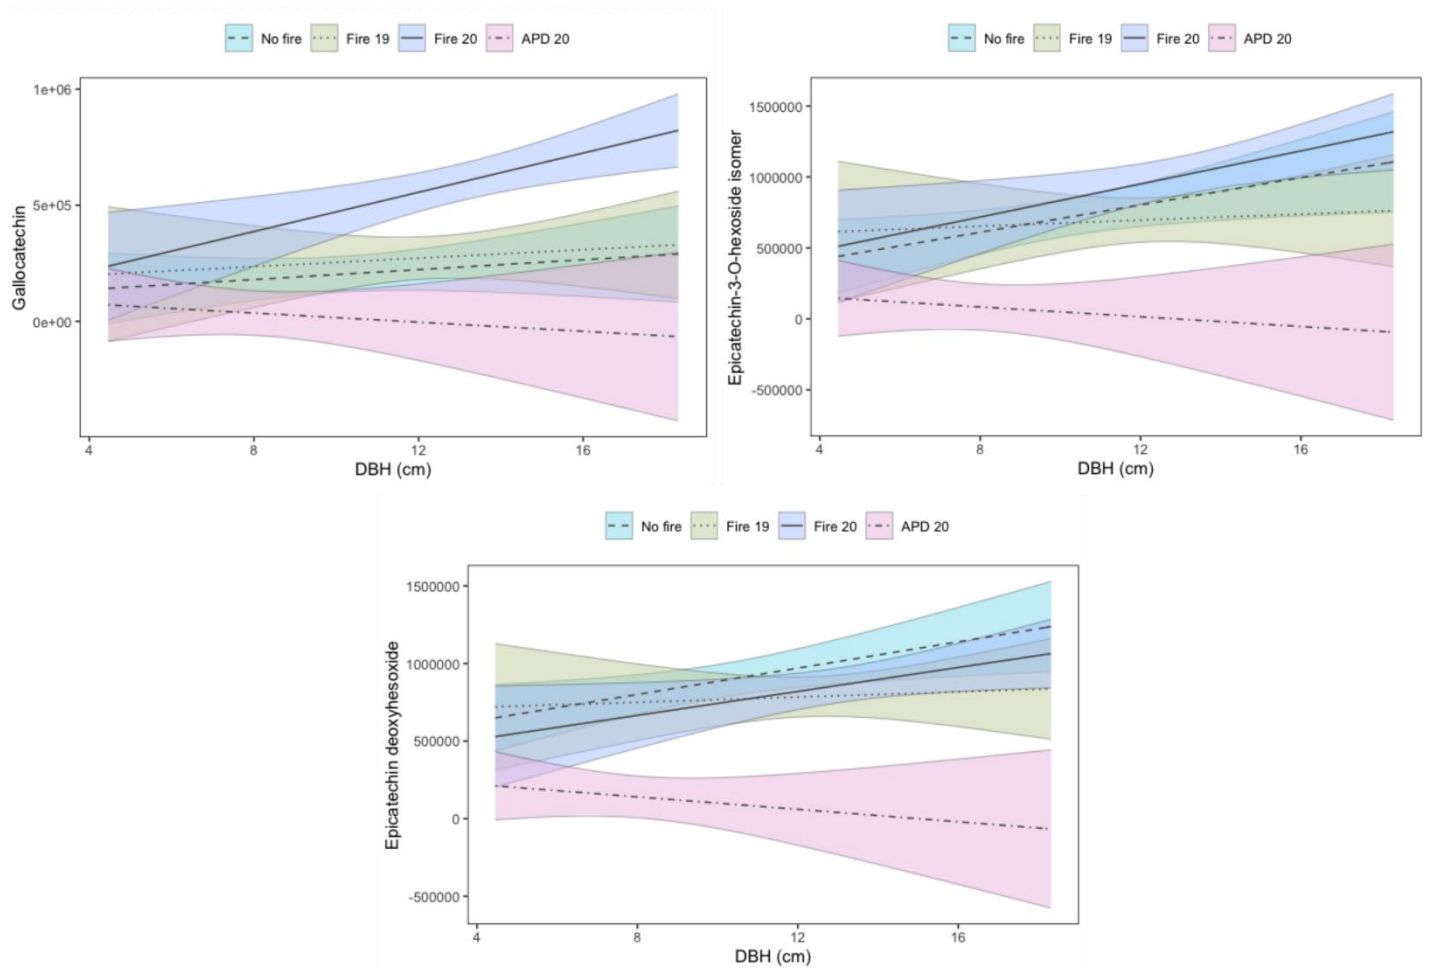 No fire Fire 19 Fire 20 APD 20
1e+06
5e+05
0e+00
Gallocatechin
4 8 12 16
DBH (cm)
No fire Fire 19 Fire 20 APD 20
1500000
1000000
500000
0
-500000
Epicatechin-3-O-hexoside isomer
4 8 12 16
DBH (cm)
No fire Fire 19 Fire 20 APD 20
1500000
1000000
500000
0
-500000
Epicatechin deoxyhesoxide
4 8 12 16
DBH (cm)